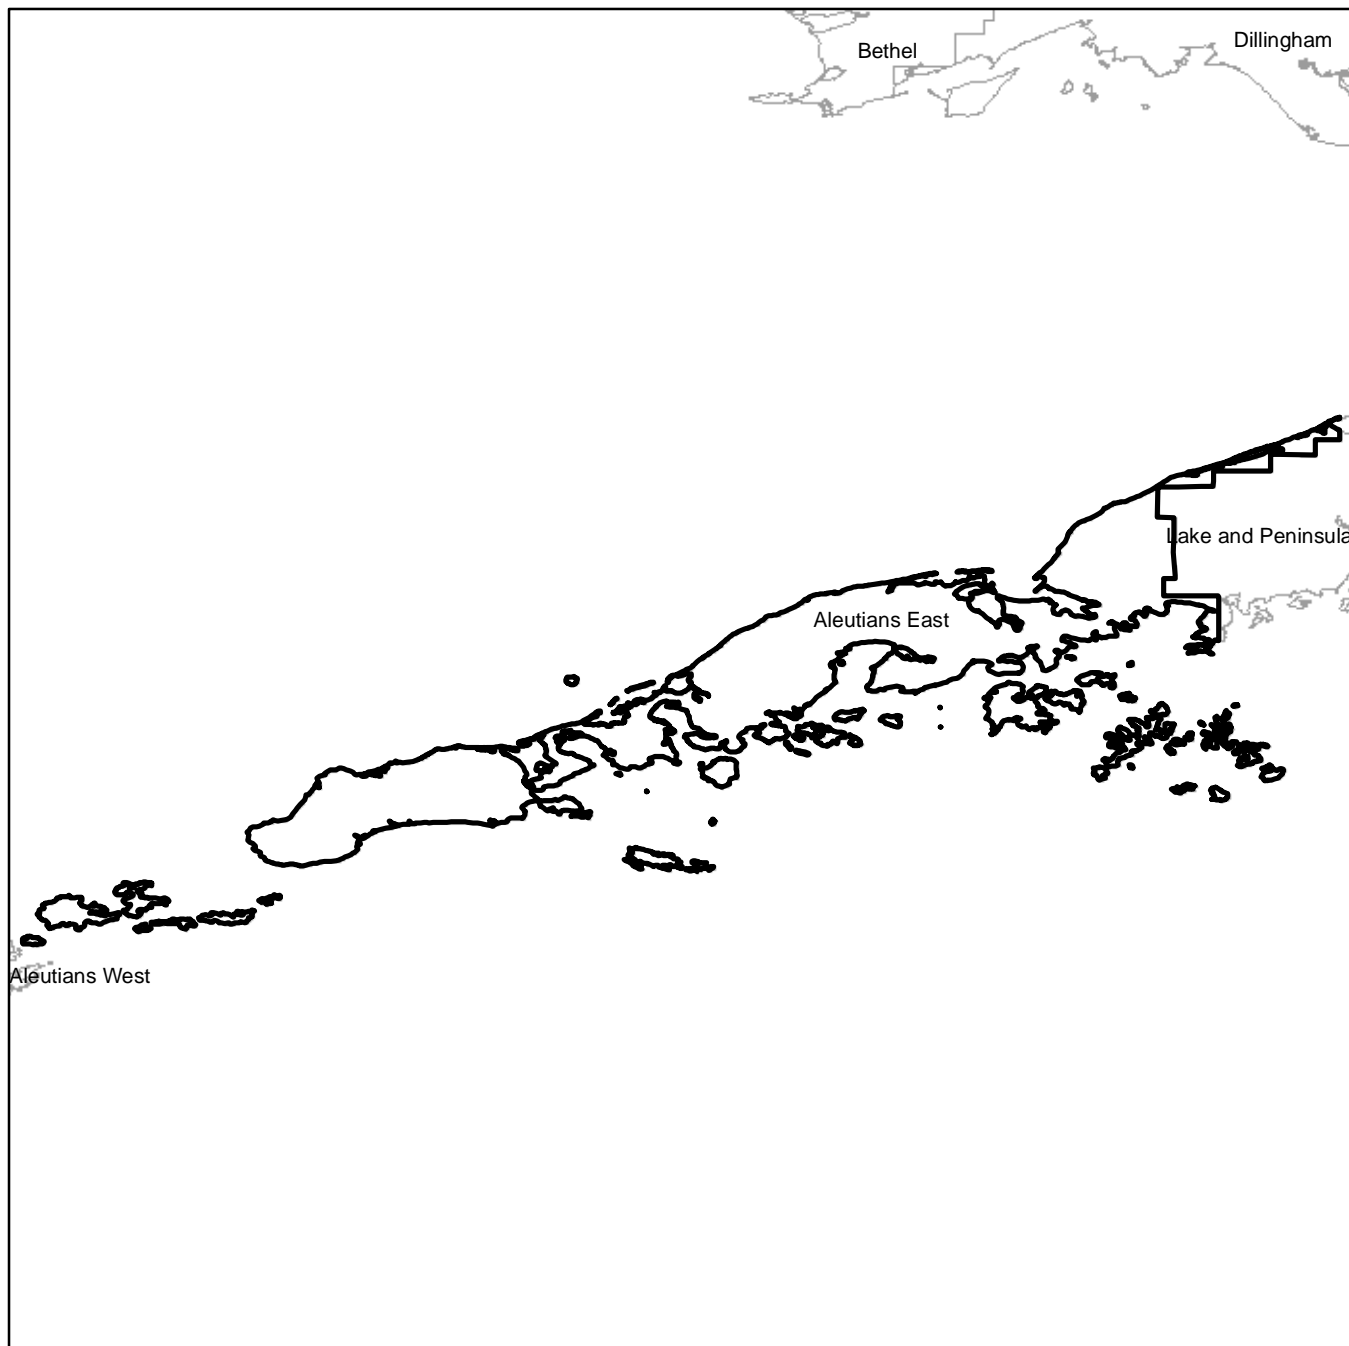 Dillingham
Bethel
Lake and Peninsula
Aleutians East
Aleutians West